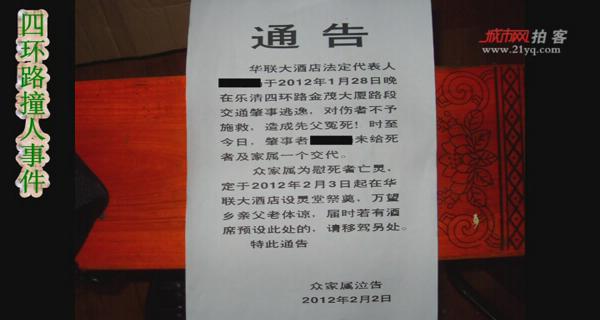 四环路撞人事件
城市网拍客
www.21yq.com
通告
华联大酒店法定代表人
于2012年1月28日晚
在乐清四环路金茂大厦路段
交通肇事逃逸，对伤者不予
施救，造成先父冤死！时至
今日，肇事者 未给死
者及家属一个交代。
众家属为慰死者亡灵，
定于2012年2月3日起在华
联大酒店设灵堂祭奠，万望
乡亲父老体谅，届时若有酒
席预设此处的，请移驾另处。
特此通告
众家属泣告
2012年2月2日